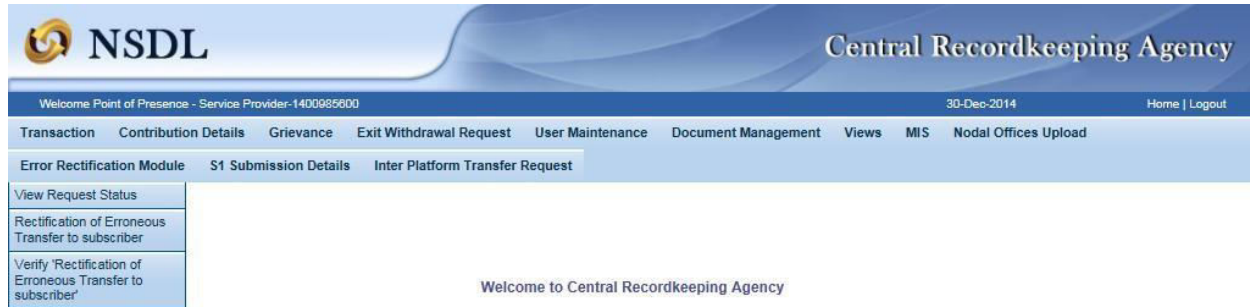 NSDL
Central Recordkeeping Agency
Welcome Point of Presence - Service Provider-1400985600 30-Dec-2014 Home | Logout
Transaction Contribution Details Grievance Exit Withdrawal Request User Maintenance Document Management Views MIS Nodal Offices Upload
Error Rectification Module S1 Submission Details Inter Platform Transfer Request
View Request Status
Rectification of Erroneous
Transfer to subscriber
Verify 'Rectification of
Erroneous Transfer to
subscriber'
Welcome to Central Recordkeeping Agency